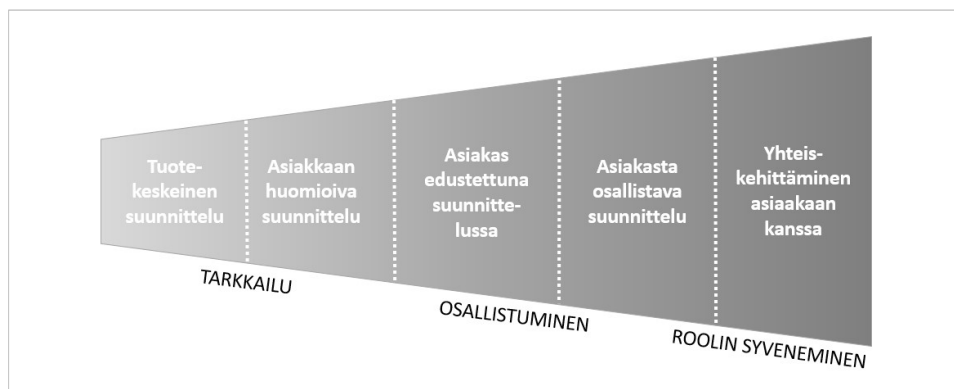 Tuote-
keskeinen
suunnittelu
Asiakkaan
huomioiva
suunnittelu
Asiakas
edustettuna
suunnitte-
lussa
Asiakasta
osallistava
suunnittelu
Yhteis-
kehittäminen
asiaakaan
kanssa
TARKKAILU
OSALLISTUMINEN
ROOLIN SYVENEMINEN